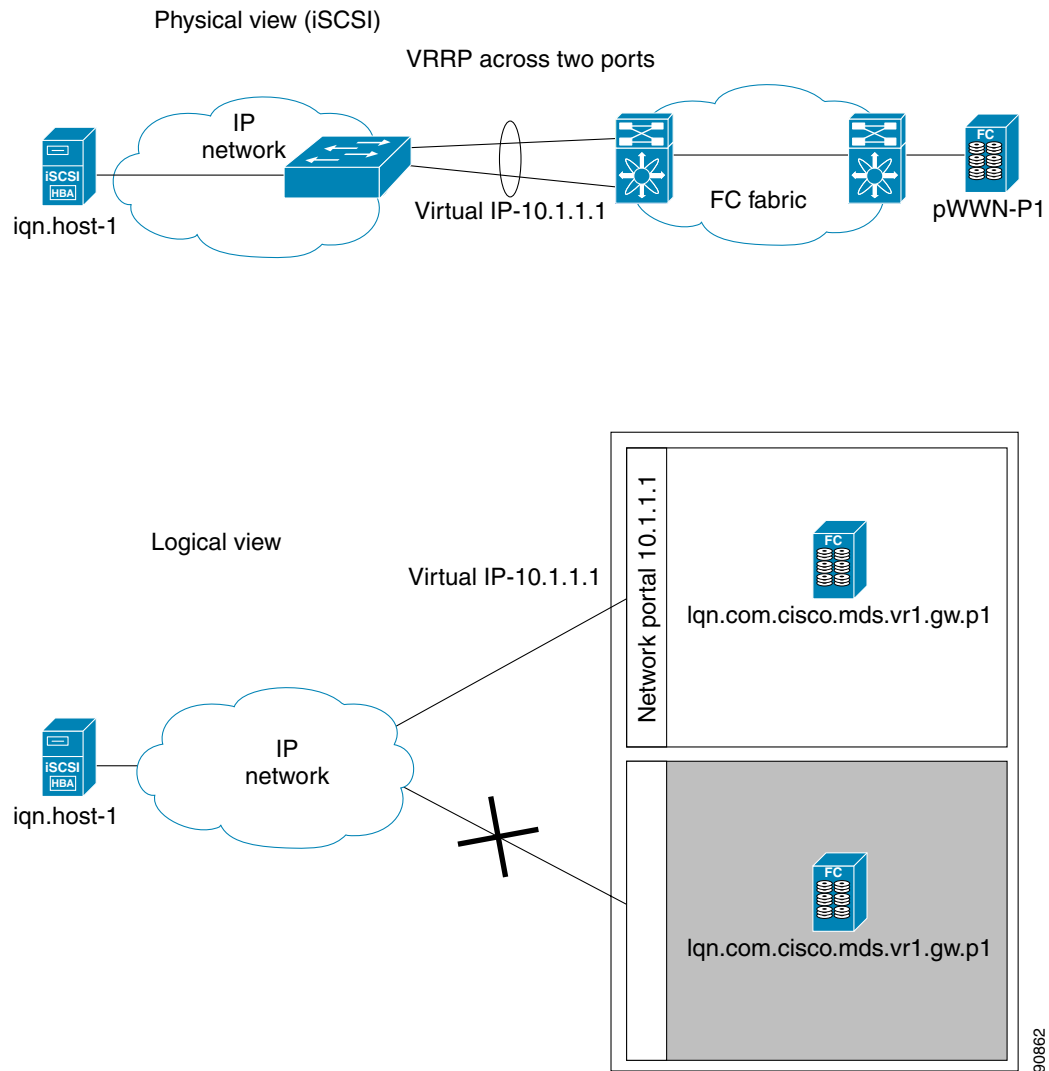 Physical view (iSCSI)
VRRP across two ports
IP
network
iSCSI
HBA
iqn.host-1
Virtual IP-10.1.1.1
FC fabric
FC
pWWN-P1
Logical view
Virtual IP-10.1.1.1
Network portal 10.1.1.1
FC
Iqn.com.cisco.mds.vr1.gw.p1
IP
network
iSCSI
HBA
iqn.host-1
FC
Iqn.com.cisco.mds.vr1.gw.p1
90862